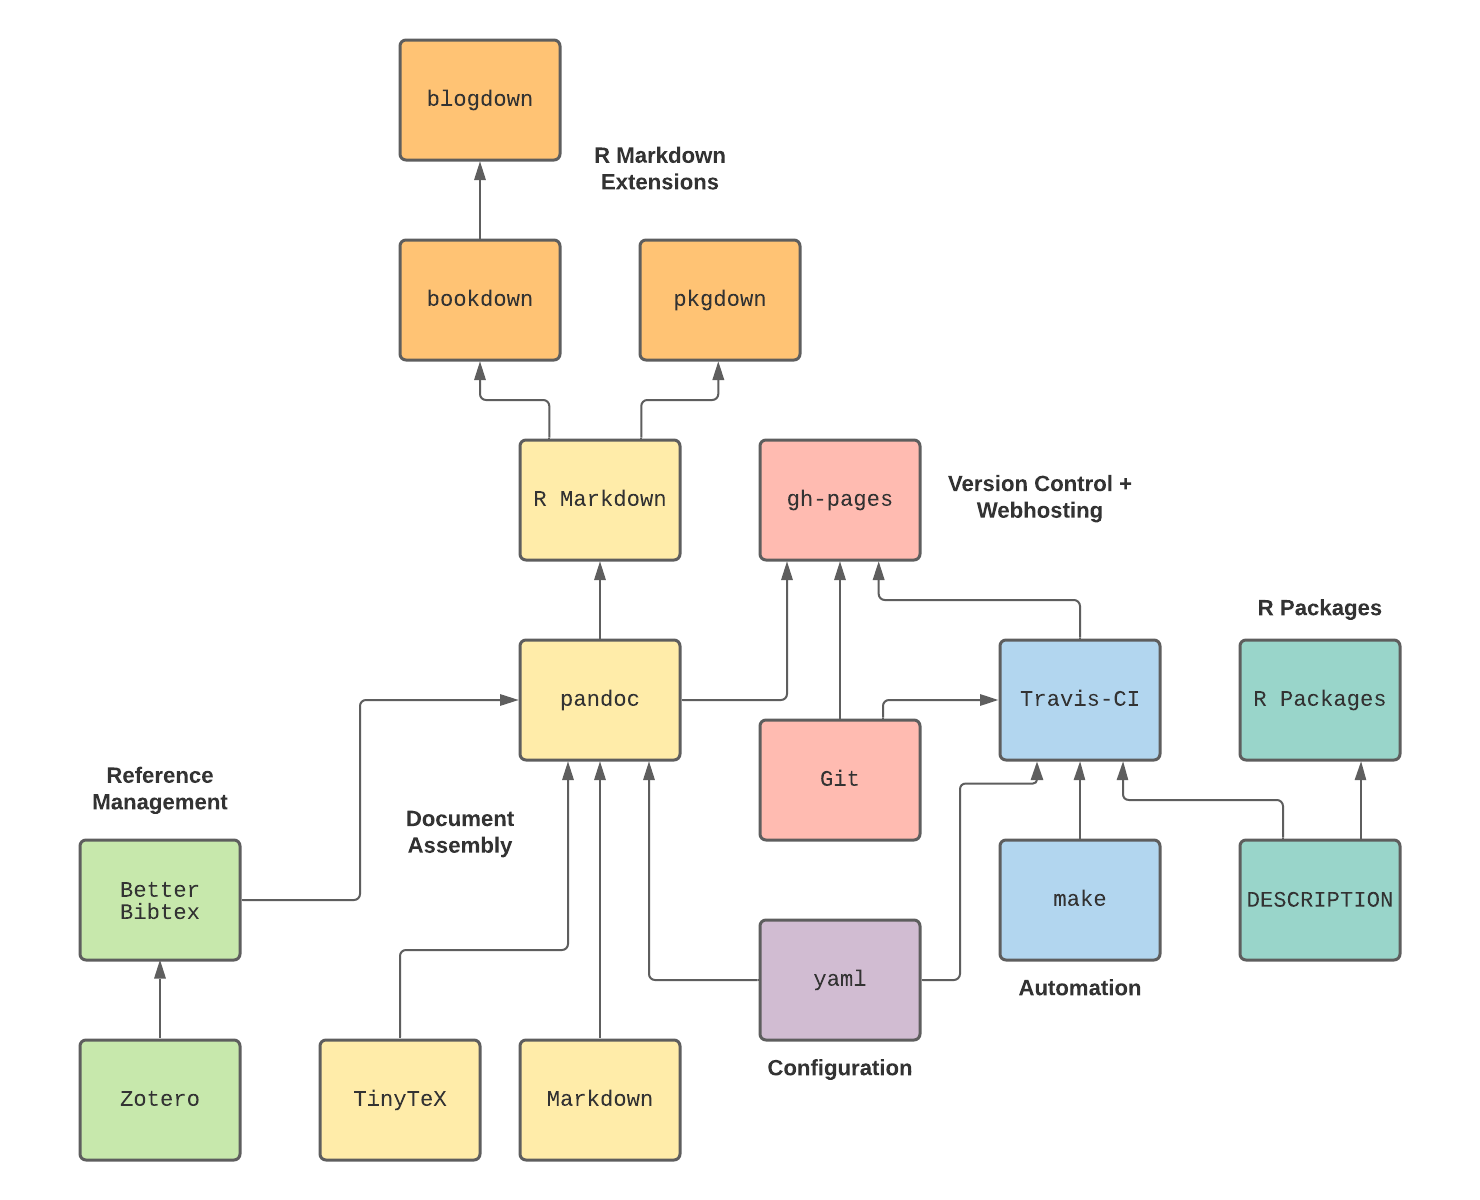 blogdown
R Markdown
Extensions
bookdown
pkgdown
R Markdown
gh-pages
Version Control +
Webhosting
R Packages
pandoc
Travis-CI
R Packages
Git
Reference
Management
Document
Assembly
Better
Bibtex
make
DESCRIPTION
yaml
Automation
Configuration
Zotero
TinyTeX
Markdown